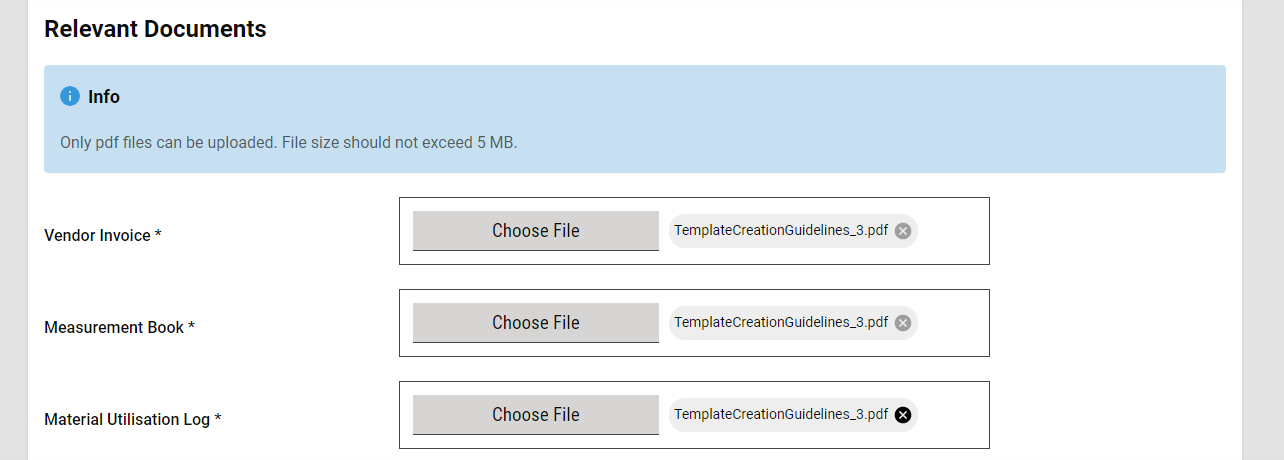 Relevant Documents
Info
Only pdf files can be uploaded. File size should not exceed 5 MB.
Vendor Invoice *
Choose File
TemplateCreationGuidelines_3.pdf
Measurement Book *
Choose File
TemplateCreationGuidelines_3.pdf
Material Utilisation Log *
Choose File
TemplateCreationGuidelines_3.pdf